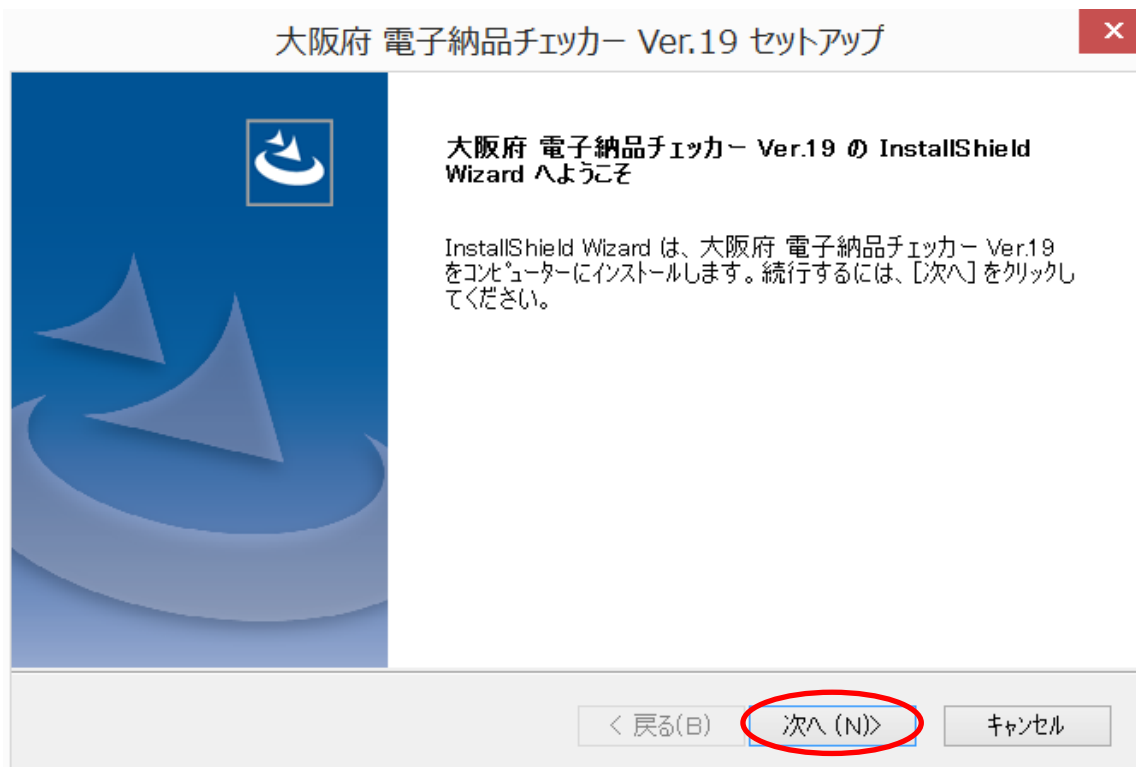 大阪府 電子納品チェッカー Ver.19 セットアップ
大阪府 電子納品チェッカー Ver.19 の InstallShield
Wizard へようこそ
InstallShield Wizard は、大阪府 電子納品チェッカー Ver.19
をコンピューターにインストールします。続行するには、[次へ] をクリックし
てください。
< 戻る(B) 次へ (N)> キャンセル